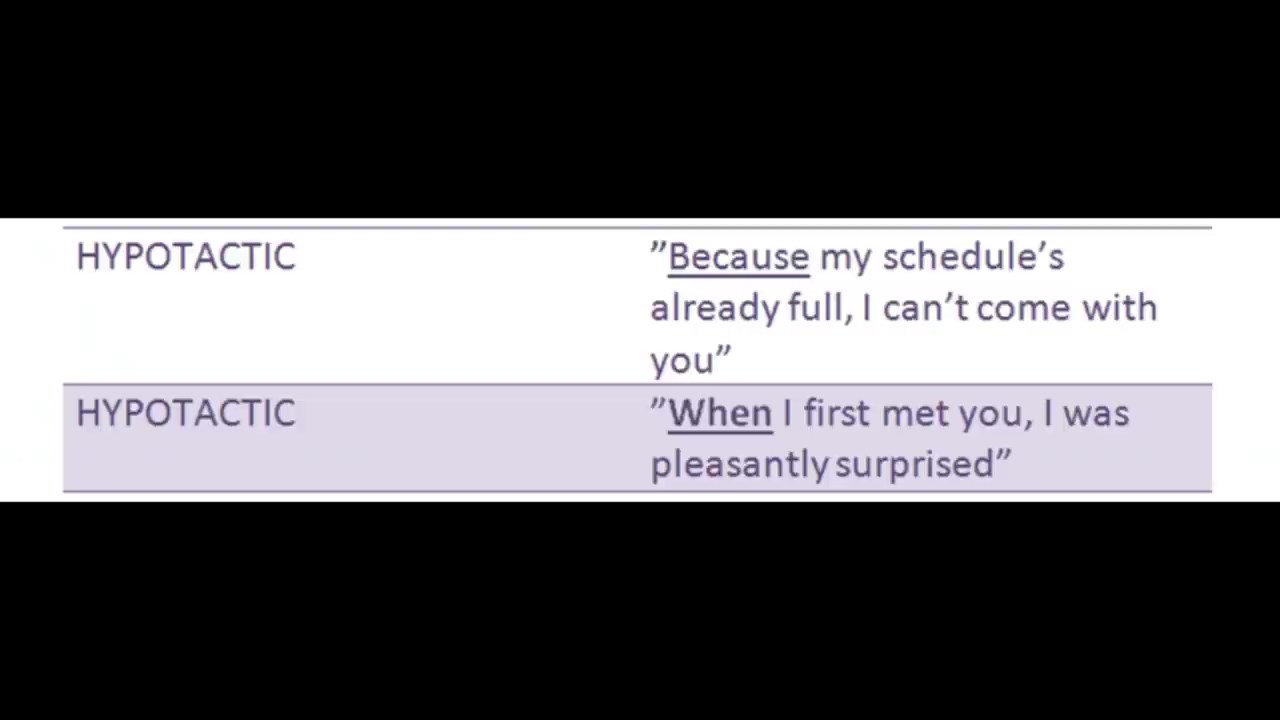 HYPOTACTIC ”Because my schedule’s
already full, I can’t come with
you”
HYPOTACTIC ”When I first met you, I was
pleasantly surprised”